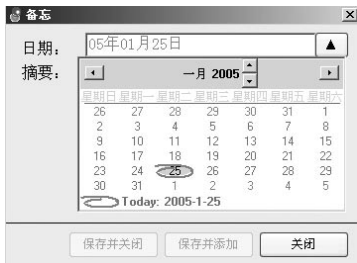 备忘
日期：
05年01月25日
摘要：
一月 2005
星期日 星期一 星期二 星期三 星期四 星期五 星期六
26 27 28 29 30 31 1
2 3 4 5 6 7 8
9 10 11 12 13 14 15
16 17 18 19 20 21 22
23 24 25 26 27 28 29
30 31 1 2 3 4 5
Today: 2005-1-25
保存并关闭 保存并添加 关闭